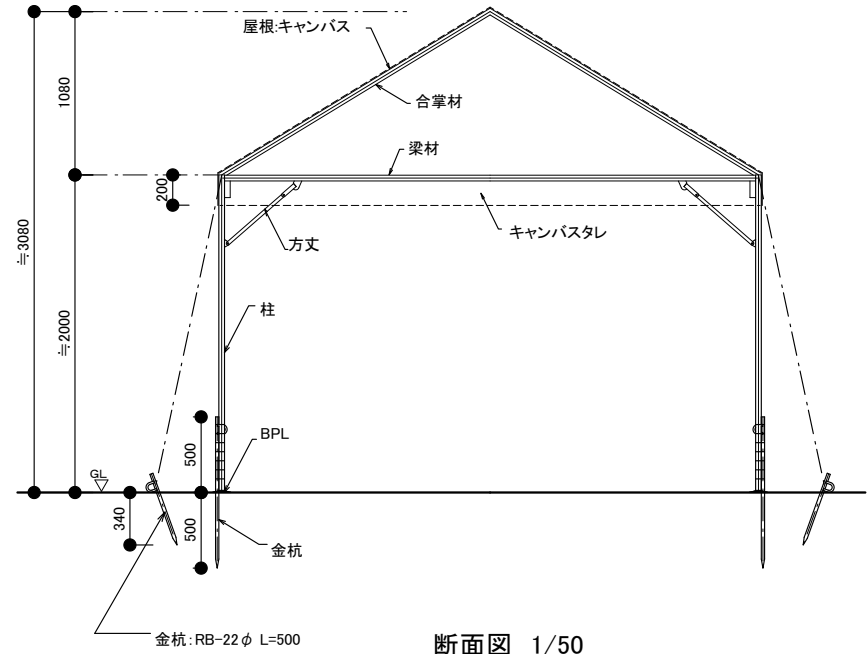 屋根:キャンバス
合掌材
梁材
キャンバスタレ
方丈
柱
BPL
GL
金杭
金杭:RB-22φ L=500
1080
200
≒3080
≒2000
500
340
500
断面図 1/50